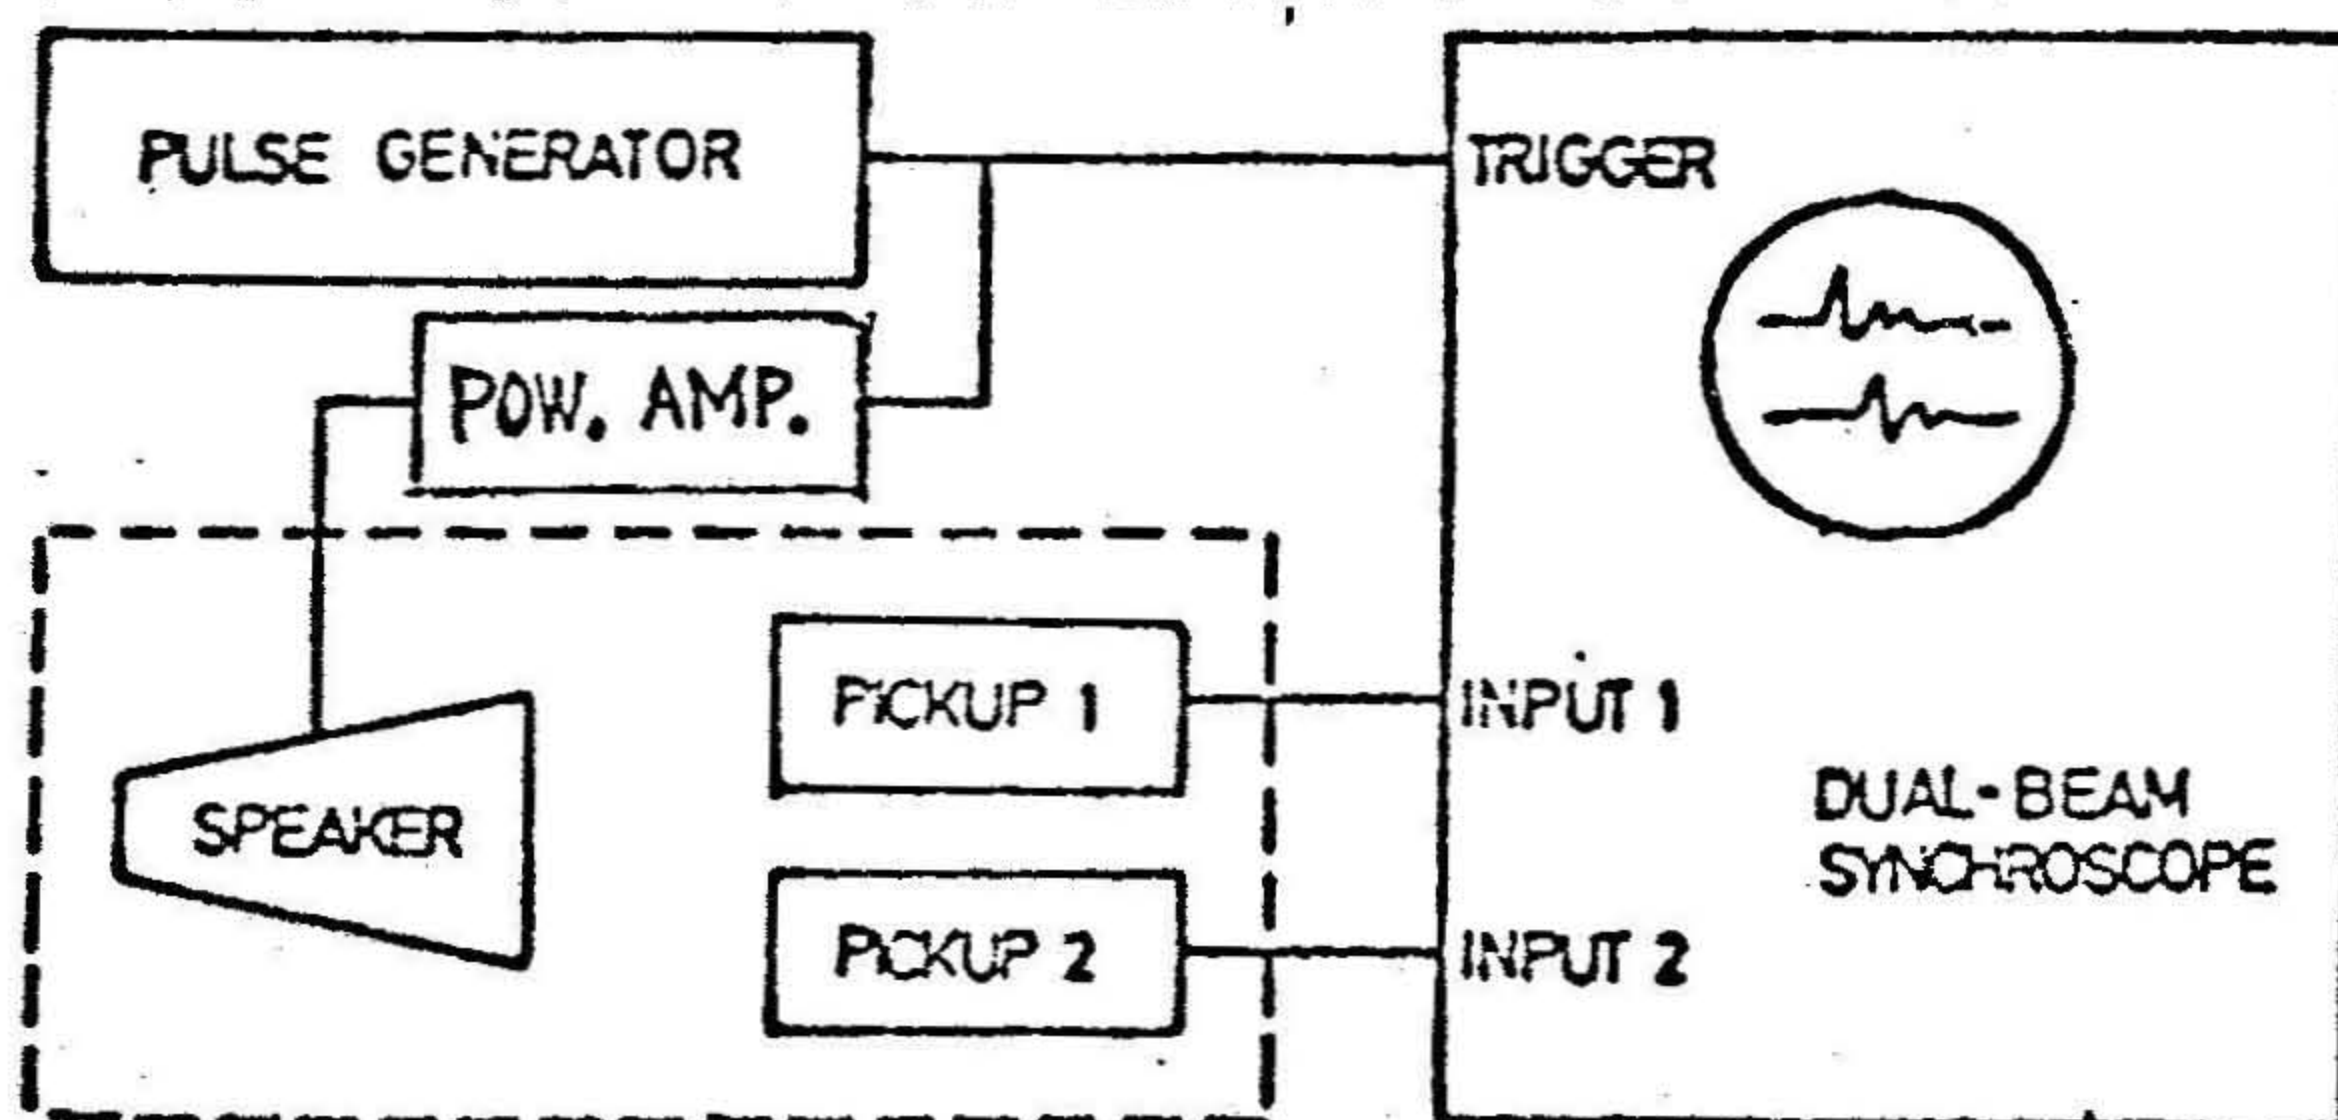 PULSE GENERATOR
TRIGGER
POW. AMP.
PICKUP 1
INPUT 1
SPEAKER
DUAL-BEAM
SYNCHROSCOPE
PICKUP 2
INPUT 2